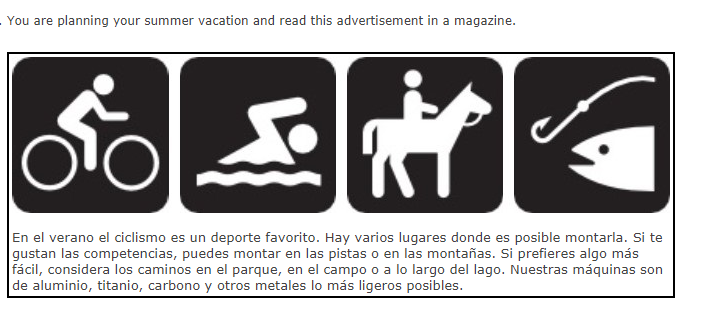 . You are planning your summer vacation and read this advertisement in a magazine.
En el verano el ciclismo es un deporte favorito. Hay varios lugares donde es posible montarla. Si te
gustan las competencias, puedes montar en las pistas o en las montañas. Si prefieres algo más
fácil, considera los caminos en el parque, en el campo o a lo largo del lago. Nuestras máquinas son
de aluminio, titanio, carbono y otros metales lo más ligeros posibles.